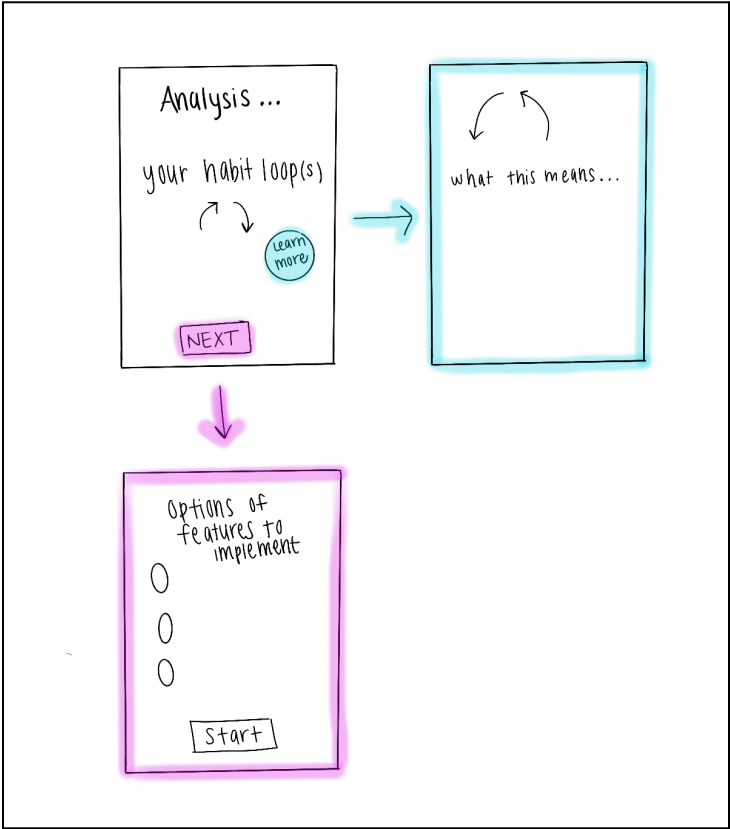 Analysis...
your habit loop(s)
Learn
more
NEXT
what this means...
Options of
features to
implement
Start